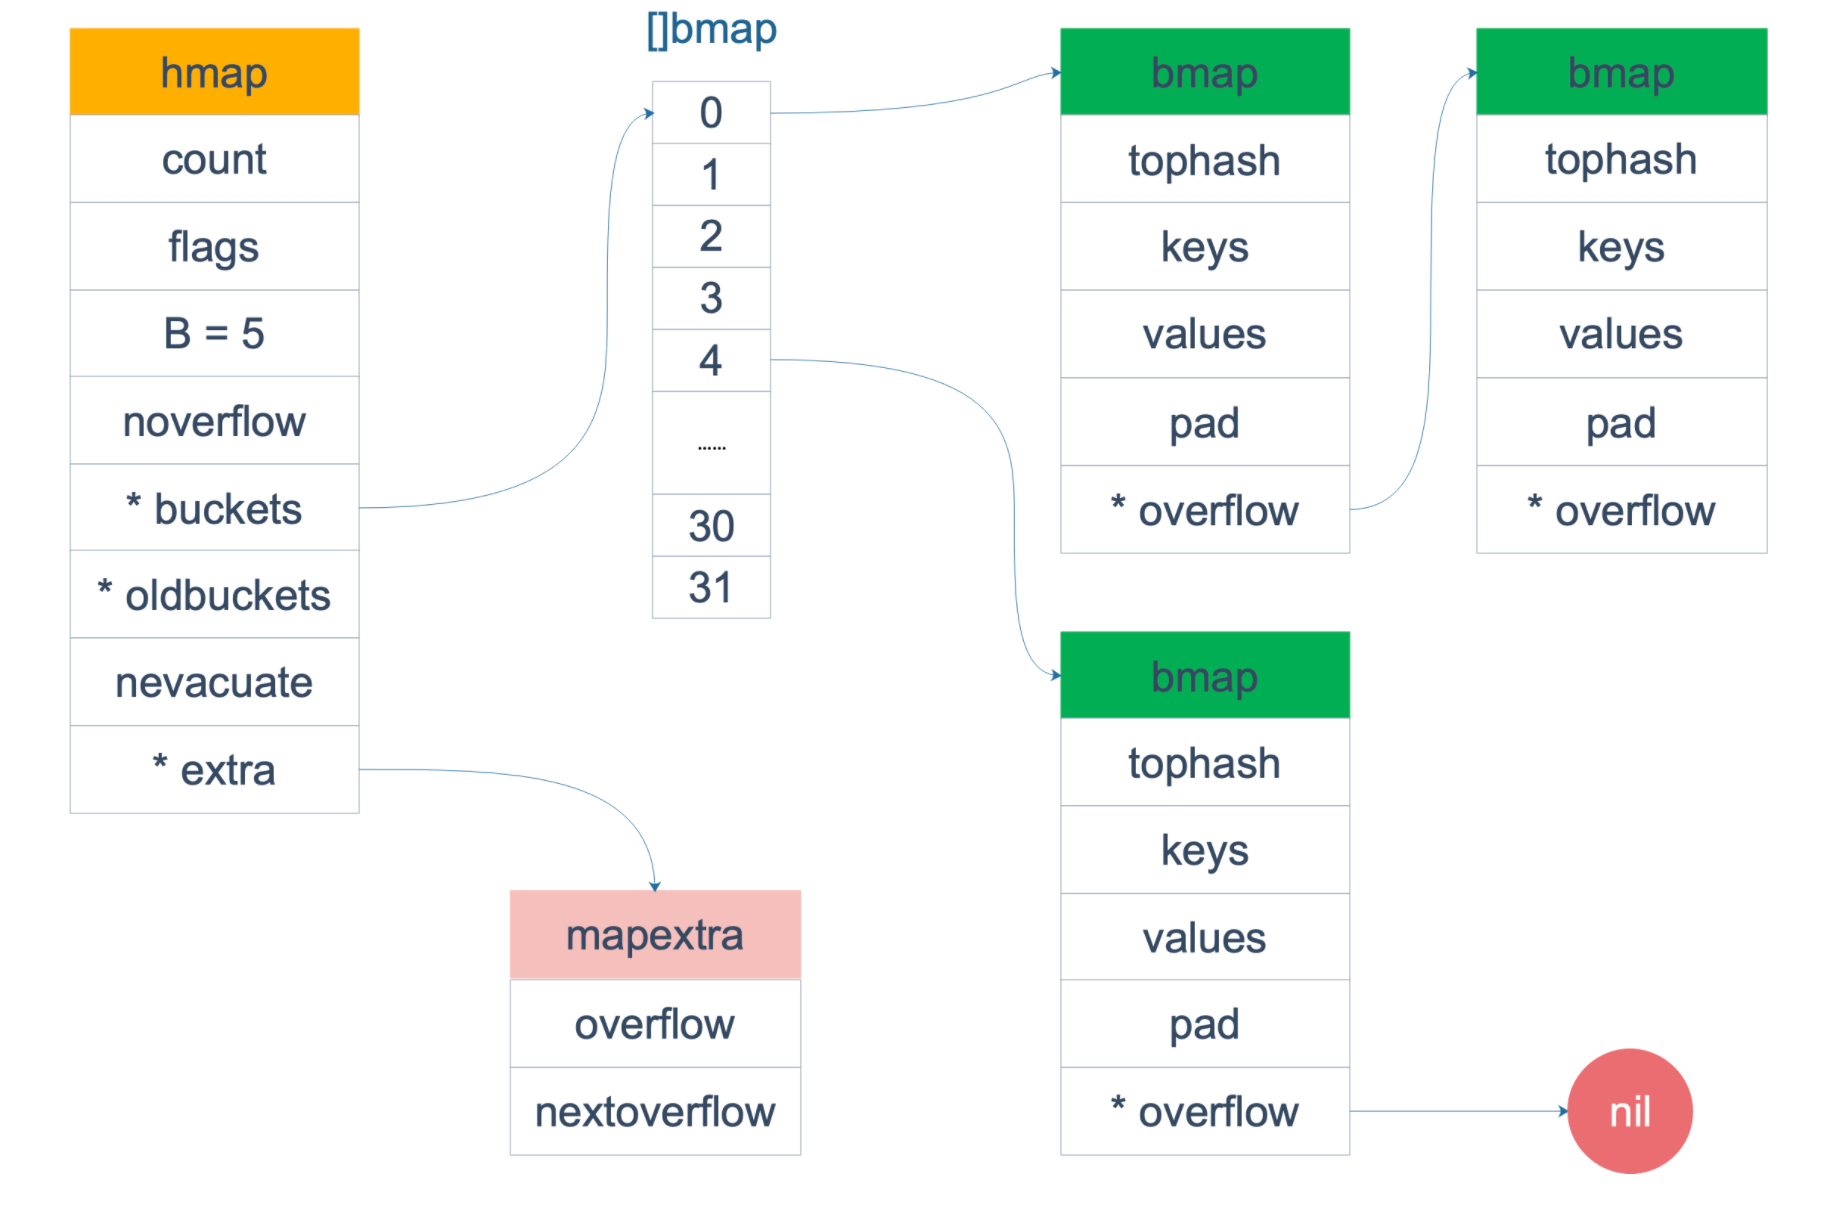 hmap
count
flags
B = 5
noverflow
* buckets
* oldbuckets
nevacuate
* extra
[]bmap
0
1
2
3
4
......
30
31
mapextra
overflow
nextoverflow
bmap
tophash
keys
values
pad
* overflow
bmap
tophash
keys
values
pad
* overflow
bmap
tophash
keys
values
pad
* overflow
nil